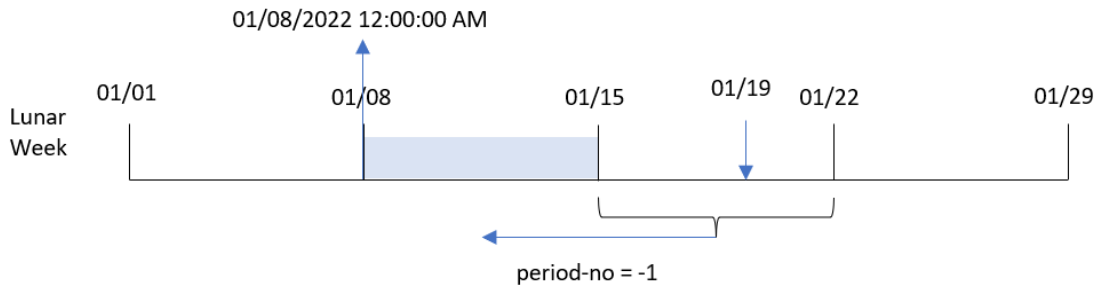 01/08/2022 12:00:00 AM
01/01
01/08
01/15
01/19
01/22
01/29
Lunar
Week
period-no = -1